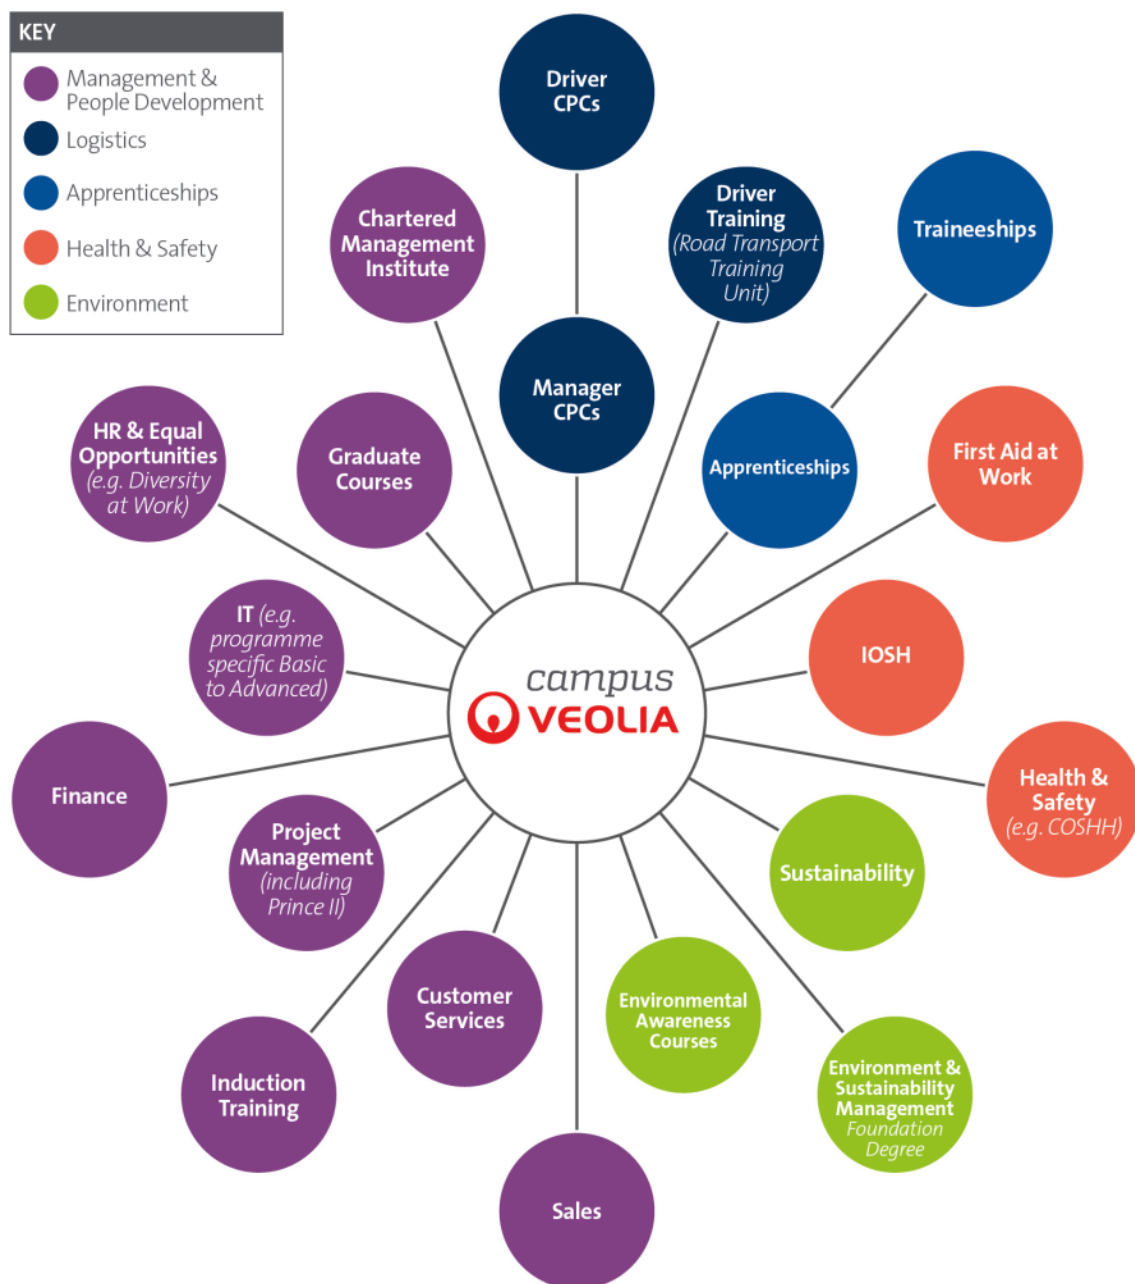 KEY
Management &
People Development
Logistics
Apprenticeships
Health & Safety
Environment
Driver
CPCs
Chartered
Management
Institute
Driver
Training
(Road Transport
Training
Unit)
Traineeships
Manager
CPCs
HR & Equal
Opportunities
(e.g. Diversity
at Work)
Graduate
Courses
Apprenticeships
First Aid at
Work
IT (e.g.
programme
specific Basic
to Advanced)
campus
VEOLIA
IOSH
Finance
Health &
Safety
(e.g. COSHH)
Project
Management
(including
Prince II)
Sustainability
Customer
Services
Environmental
Awareness
Courses
Induction
Training
Environment &
Sustainability
Management
Foundation
Degree
Sales